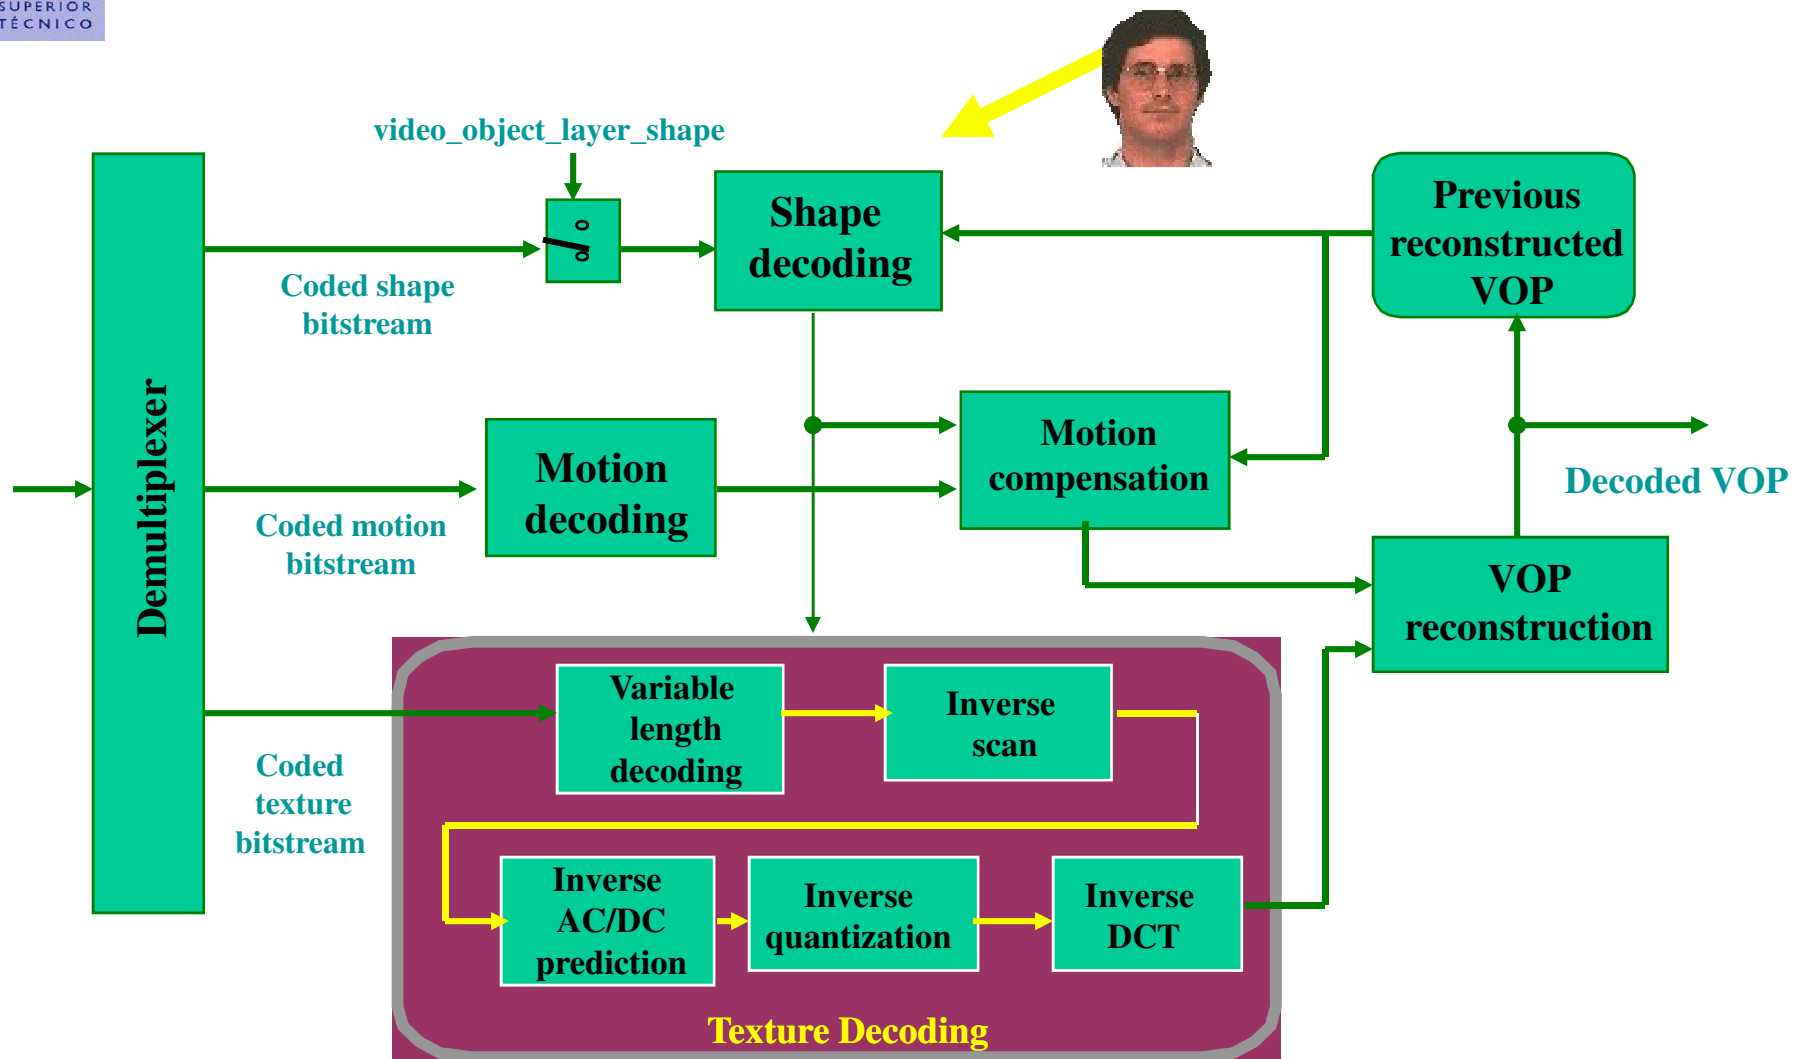 SUPERIOR
TÉCNICO
video_object_layer_shape
Shape
decoding
Previous
reconstructed
VOP
Coded shape
bitstream
Demultiplexer
Motion
decoding
Motion
compensation
Decoded VOP
Coded motion
bitstream
VOP
reconstruction
Variable
length
decoding
Inverse
scan
Coded
texture
bitstream
Inverse
AC/DC
prediction
Inverse
quantization
Inverse
DCT
Texture Decoding